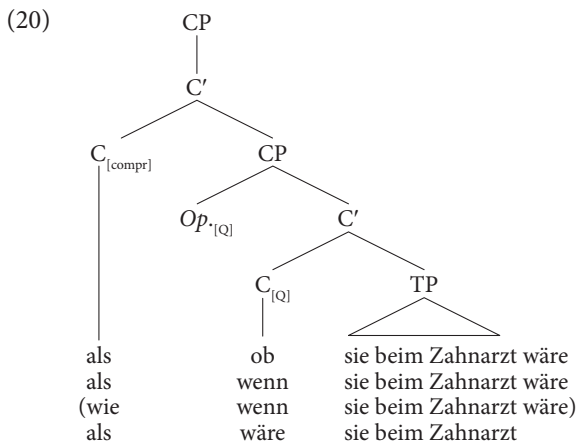 (20)
CP
C′
C[compr] CP
Op.[Q] C′
C[Q] TP
als ob sie beim Zahnarzt wäre
als wenn sie beim Zahnarzt wäre
(wie wenn sie beim Zahnarzt wäre)
als wäre sie beim Zahnarzt